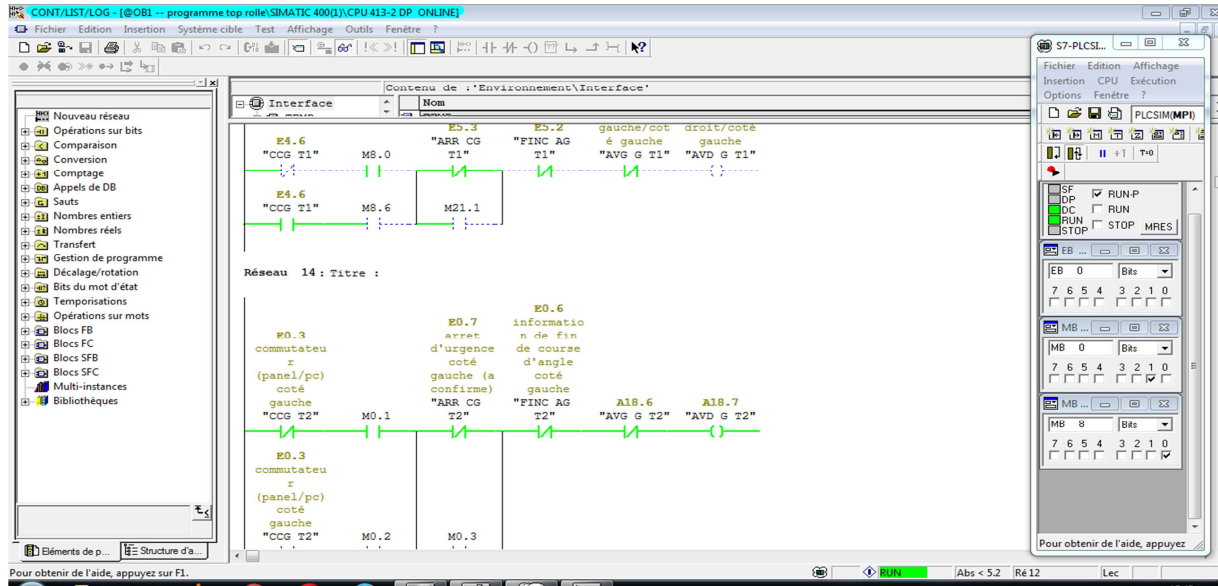 CONT/LIST/LOG - [@OB1 -- programme top rolle\SIMATIC 400(1)\CPU 413-2 DP ONLINE]
Fichier Edition Insertion Système cible Test Affichage Outils Fenêtre ?
Contenu de :'Environnement\Interface'
Interface
Nom
Nouveau réseau
Opérations sur bits
Comparaison
Conversion
Comptage
Appels de DB
Sauts
Nombres entiers
Nombres réels
Transfert
Gestion de programme
Décalage/rotation
Bits du mot d'état
Temporisations
Opérations sur mots
Blocs FB
Blocs FC
Blocs SFB
Blocs SFC
Multi-instances
Bibliothèques
Eléments de p...
Structure d'a...
E5.3 E5.2 gauche/cot droit/coté
E4.6 "ARR CG "FINC AG é gauche gauche
"CCG T1" M8.0 T1" T1" "AVG G T1" "AVD G T1"
E4.6
"CCG T1" M8.6 M21.1
Réseau 14 : Titre :
E0.6
E0.7 informatio
E0.3 arret n de fin
commutateu d'urgence de course
r coté d'angle
(panel/pc) gauche (a coté
coté confirme) gauche
gauche "ARR CG "FINC AG A18.6 A18.7
"CCG T2" M0.1 T2" T2" "AVG G T2" "AVD G T2"
E0.3
commutateu
r
(panel/pc)
coté
gauche
"CCG T2" M0.2 M0.3
S7-PLCSI...
Fichier Edition Affichage
Insertion CPU Exécution
Options Fenêtre ?
PLCSIM(MPI)
+1 T=0
SF
DP
DC
RUN
STOP
RUN-P
RUN
STOP MRES
EB ...
EB 0 Bits
7 6 5 4 3 2 1 0
MB ...
MB 0 Bits
7 6 5 4 3 2 1 0
MB ...
MB 8 Bits
7 6 5 4 3 2 1 0
Pour obtenir de l'aide, appuyez
Pour obtenir de l'aide, appuyez sur F1.
RUN Abs < 5.2 Ré12 Lec